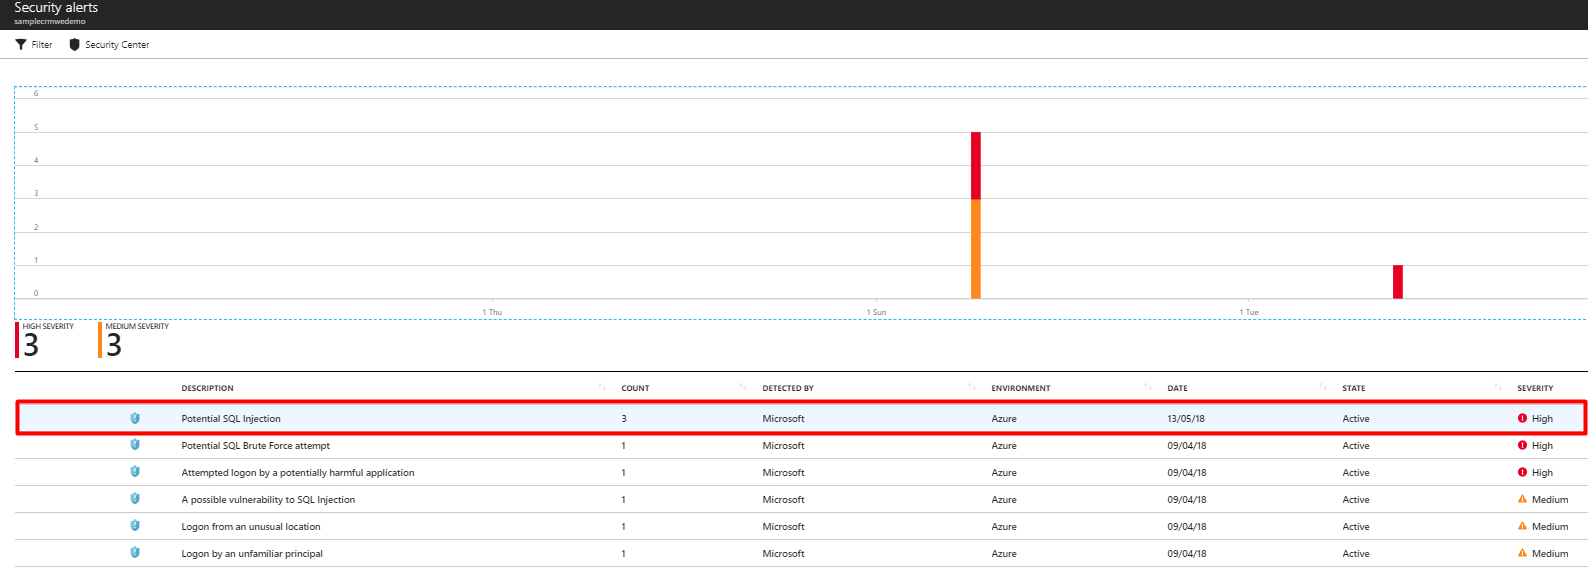 Security alerts
samplecrmwedemo
Filter Security Center
6
5
4
3
2
1
0
1 Thu 1 Sun 1 Tue
HIGH SEVERITY MEDIUM SEVERITY
3 3
DESCRIPTION COUNT DETECTED BY ENVIRONMENT DATE STATE SEVERITY
Potential SQL Injection 3 Microsoft Azure 13/05/18 Active High
Potential SQL Brute Force attempt 1 Microsoft Azure 09/04/18 Active High
Attempted logon by a potentially harmful application 1 Microsoft Azure 09/04/18 Active High
A possible vulnerability to SQL Injection 1 Microsoft Azure 09/04/18 Active Medium
Logon from an unusual location 1 Microsoft Azure 09/04/18 Active Medium
Logon by an unfamiliar principal 1 Microsoft Azure 09/04/18 Active Medium